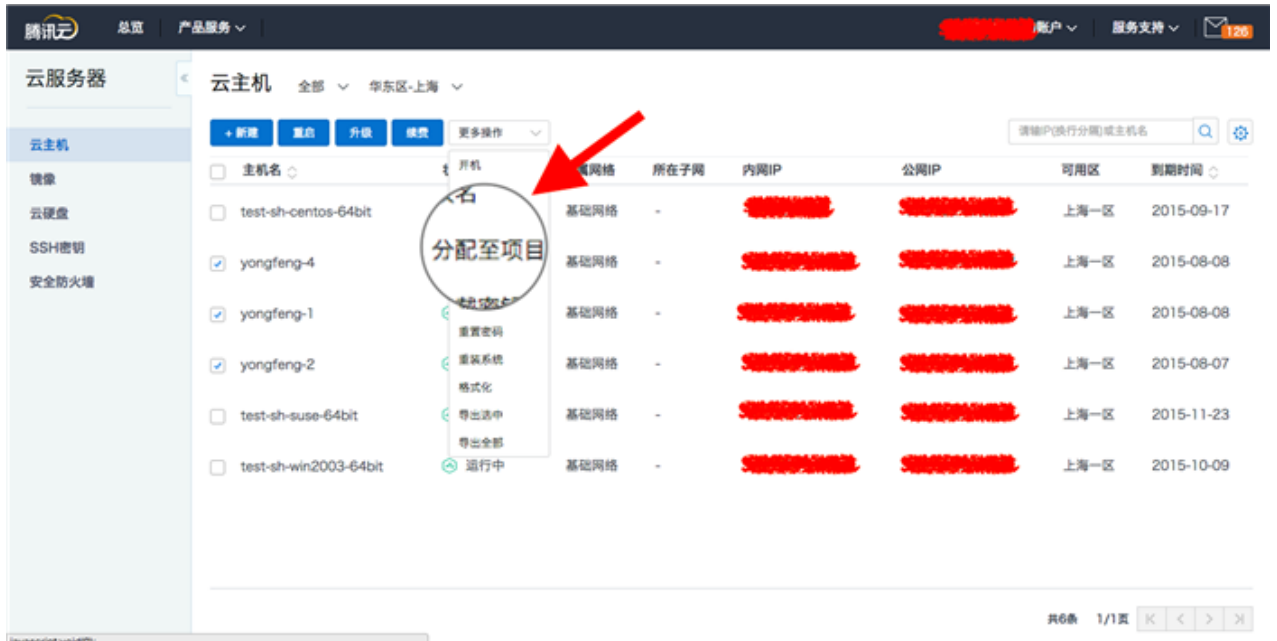 腾讯云 总览 产品服务 账户 服务支持 126
云服务器
云主机 全部 华东区-上海
+ 新建 重启 升级 续费 更多操作 请输IP(换行分隔)或主机名
云主机
镜像
云硬盘
SSH密钥
安全防火墙
主机名 开机 所在子网 内网IP 公网IP 可用区 到期时间
test-sh-centos-64bit 基础网络 - 上海一区 2015-09-17
分配至项目
yongfeng-4 基础网络 - 上海一区 2015-08-08
yongfeng-1 基础网络 - 上海一区 2015-08-08
重置密码
重装系统
yongfeng-2 基础网络 - 上海一区 2015-08-07
格式化
导出选中
test-sh-suse-64bit 基础网络 - 上海一区 2015-11-23
导出全部
test-sh-win2003-64bit 运行中 基础网络 - 上海一区 2015-10-09
共6条 1/1页